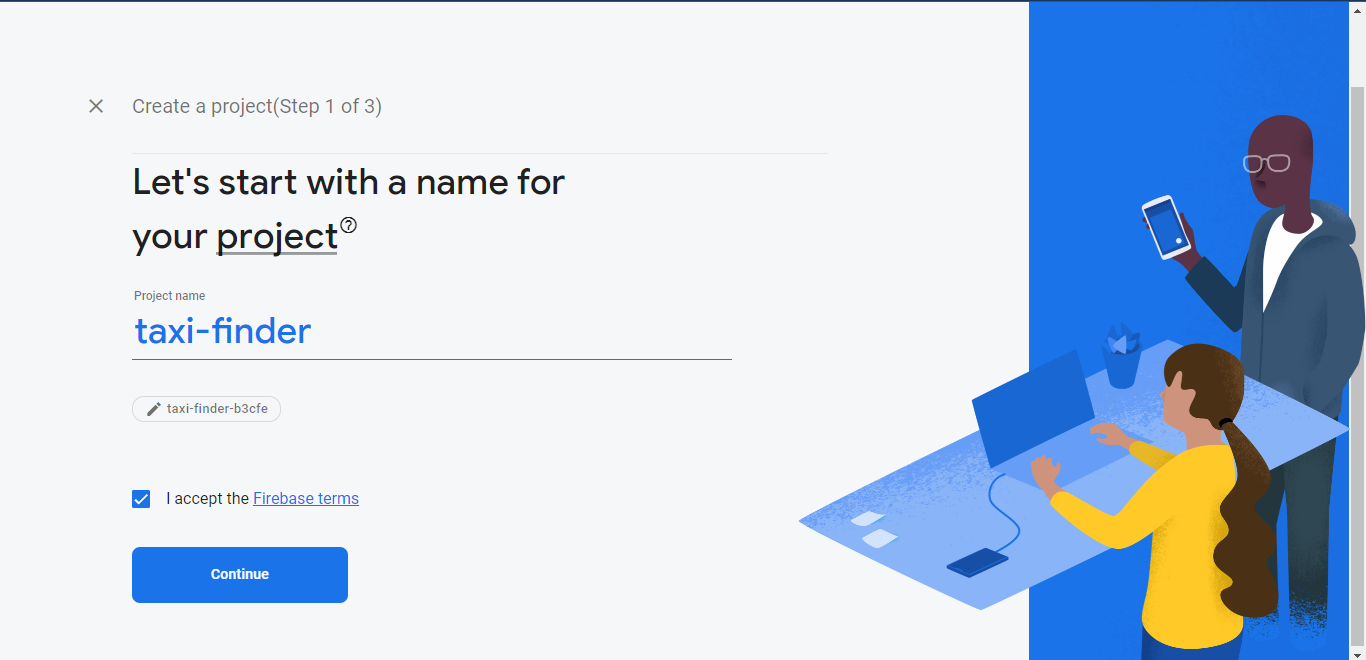 Create a project(Step 1 of 3)
Let's start with a name for
your project?
Project name
taxi-finder
taxi-finder-b3cfe
I accept the Firebase terms
Continue